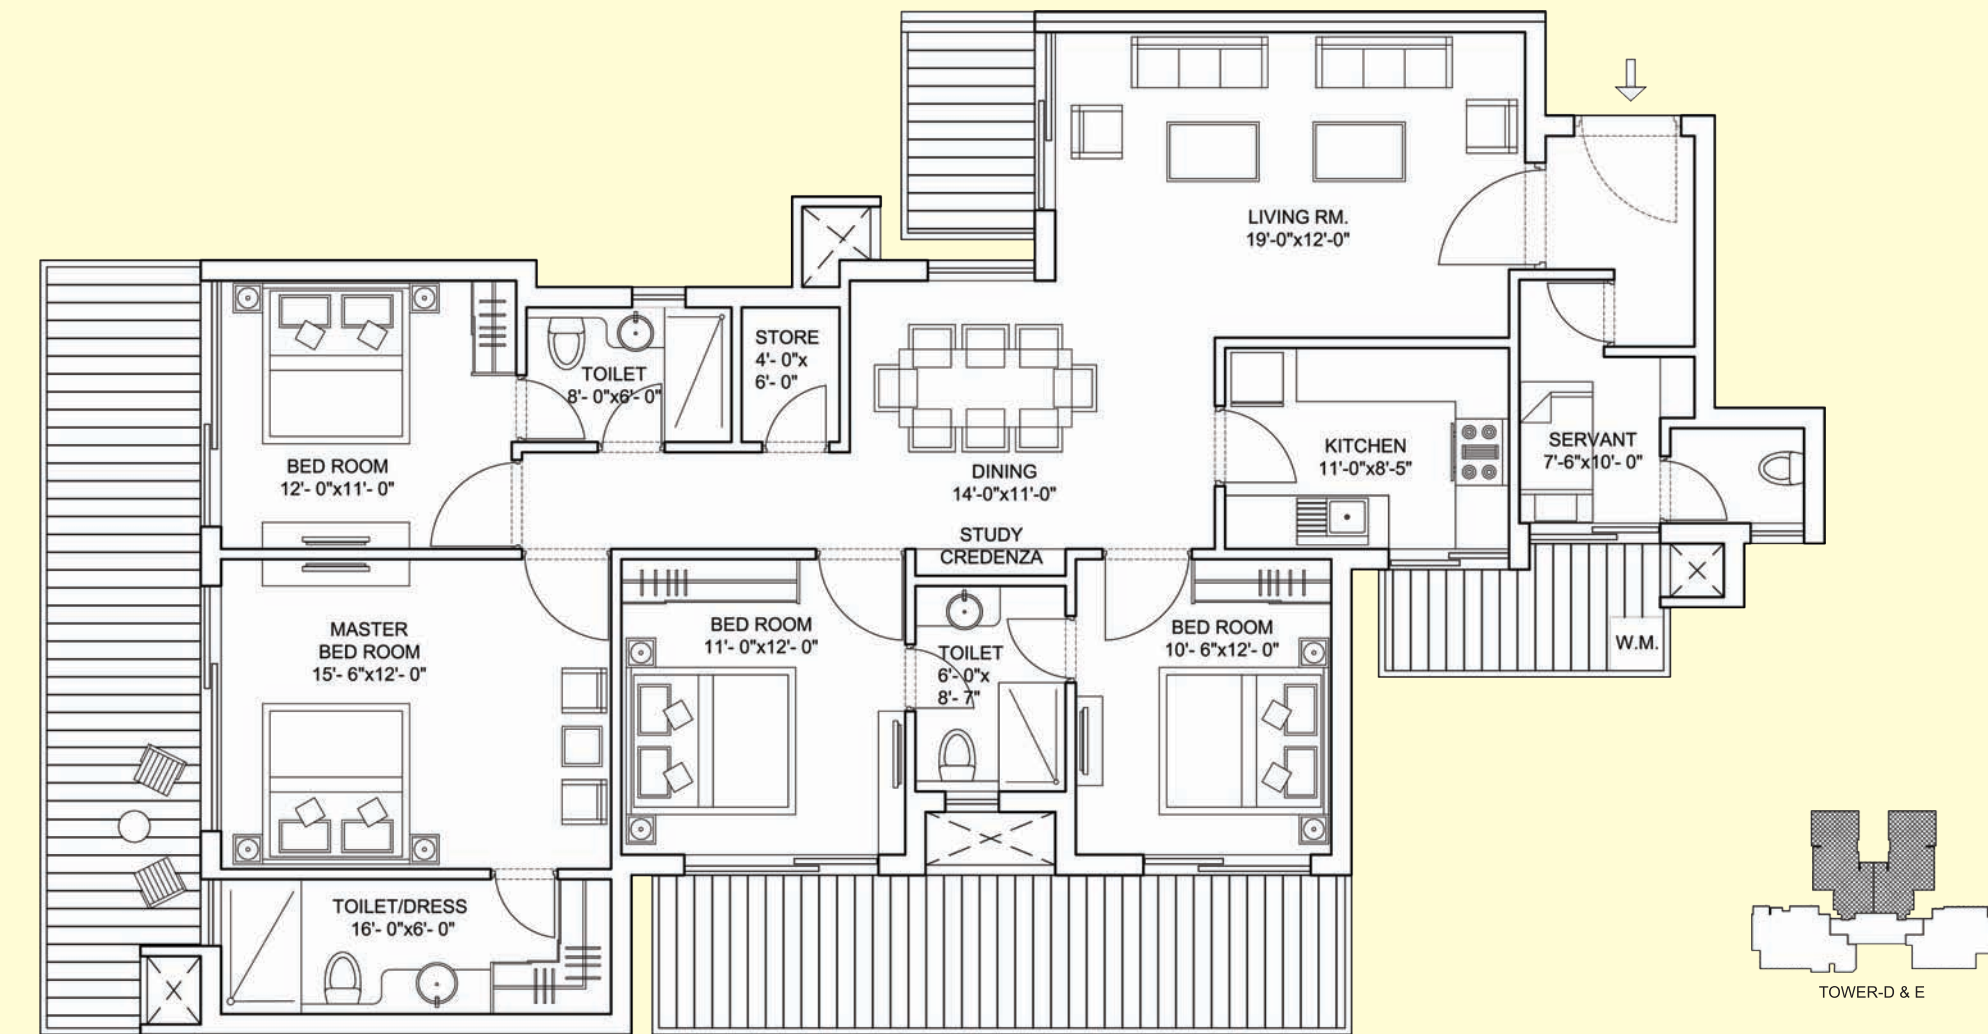 LIVING RM.
19'-0"x12'-0"
STORE
4'- 0"x
6'- 0"
TOILET
8'- 0"x6'- 0"
BED ROOM
12'- 0"x11'- 0"
DINING
14'-0"x11'-0"
KITCHEN
11'-0"x8'-5"
SERVANT
7'-6"x10'- 0"
STUDY
CREDENZA
MASTER
BED ROOM
15'- 6"x12'- 0"
BED ROOM
11'- 0"x12'- 0"
TOILET
6'- 0"x
8'- 7"
BED ROOM
10'- 6"x12'- 0"
W.M.
TOILET/DRESS
16'- 0"x6'- 0"
TOWER-D & E